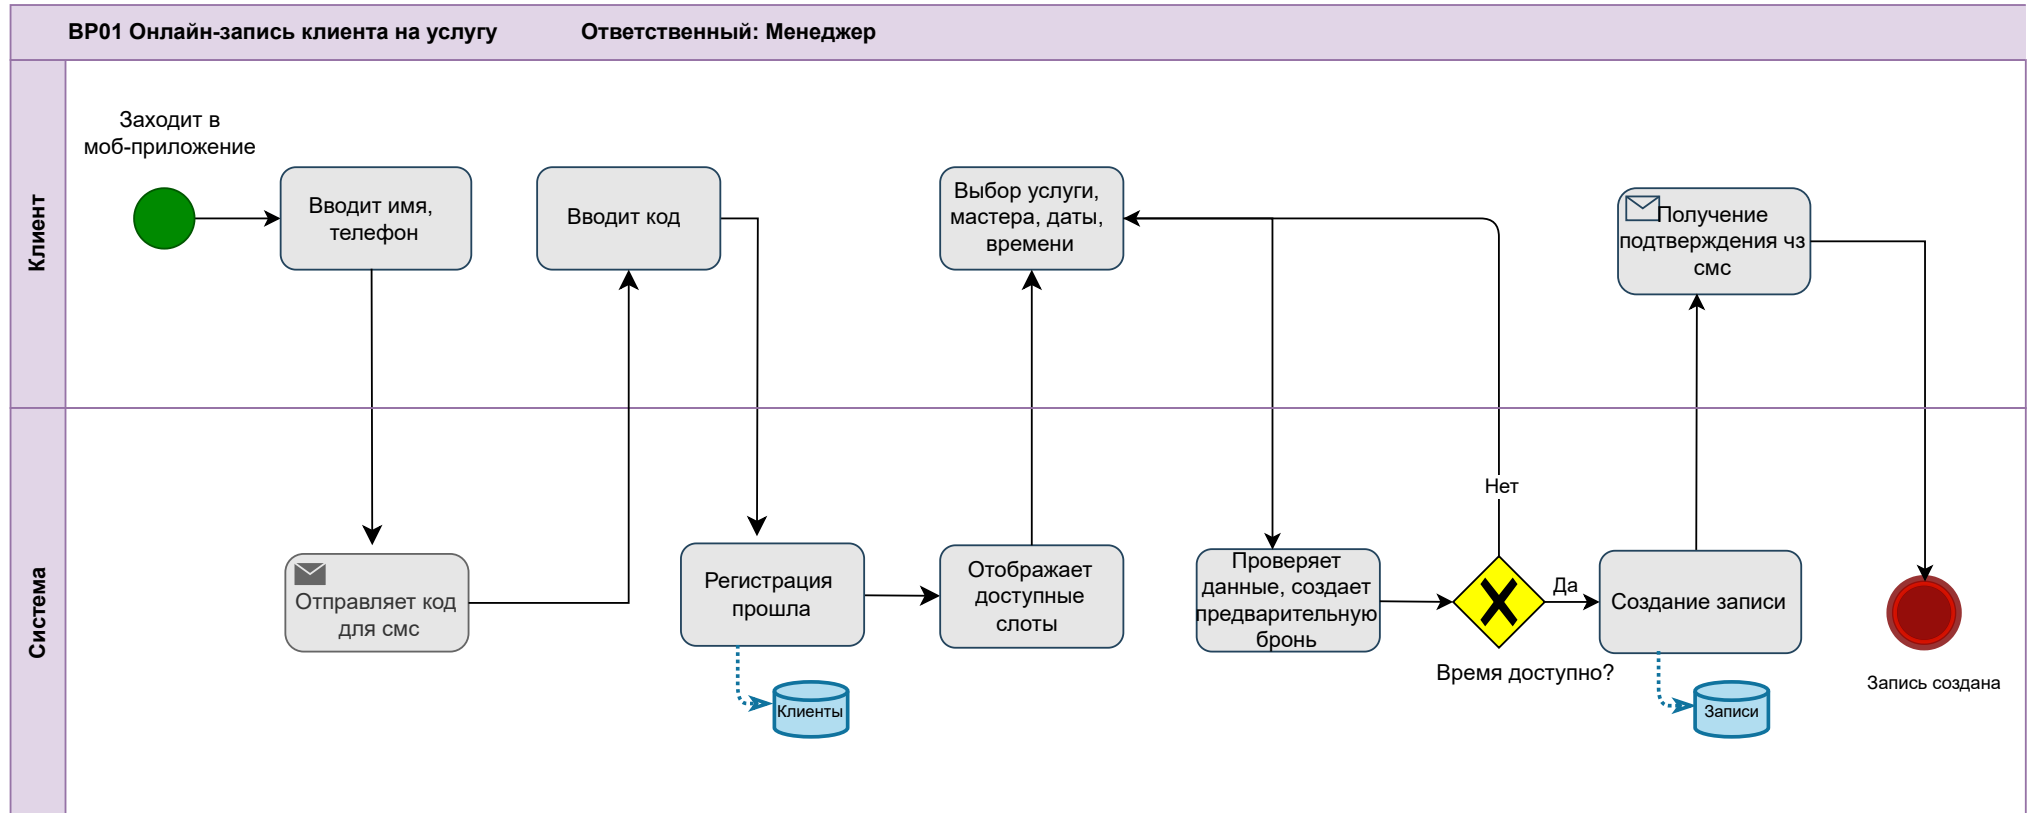 BP01 Онлайн-запись клиента на услугу Ответственный: Менеджер
Клиент
Заходит в
моб-приложение
Вводит имя,
телефон
Вводит код
Выбор услуги,
мастера, даты,
времени
Получение
подтверждения чз
смс
Система
Отправляет код
для смс
Регистрация
прошла
Клиенты
Отображает
доступные
слоты
Проверяет
данные, создает
предварительную
бронь
Нет
Да
Время доступно?
Создание записи
Записи
Запись создана